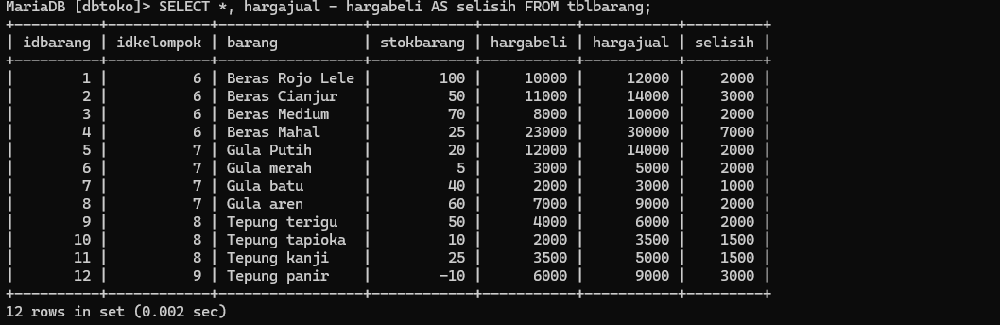 MariaDB [dbtoko]> SELECT *, hargajual - hargabeli AS selisih FROM tblbarang;
+----------+------------+-----------------+------------+-----------+-----------+---------+
| idbarang | idkelompok | barang          | stokbarang | hargabeli | hargajual | selisih |
+----------+------------+-----------------+------------+-----------+-----------+---------+
|        1 |          6 | Beras Rojo Lele |        100 |     10000 |     12000 |    2000 |
|        2 |          6 | Beras Cianjur   |         50 |     11000 |     14000 |    3000 |
|        3 |          6 | Beras Medium    |         70 |      8000 |     10000 |    2000 |
|        4 |          6 | Beras Mahal     |         25 |     23000 |     30000 |    7000 |
|        5 |          7 | Gula Putih      |         20 |     12000 |     14000 |    2000 |
|        6 |          7 | Gula merah      |          5 |      3000 |      5000 |    2000 |
|        7 |          7 | Gula batu       |         40 |      2000 |      3000 |    1000 |
|        8 |          7 | Gula aren       |         60 |      7000 |      9000 |    2000 |
|        9 |          8 | Tepung terigu   |         50 |      4000 |      6000 |    2000 |
|       10 |          8 | Tepung tapioka  |         10 |      2000 |      3500 |    1500 |
|       11 |          8 | Tepung kanji    |         25 |      3500 |      5000 |    1500 |
|       12 |          9 | Tepung panir    |        -10 |      6000 |      9000 |    3000 |
+----------+------------+-----------------+------------+-----------+-----------+---------+
12 rows in set (0.002 sec)